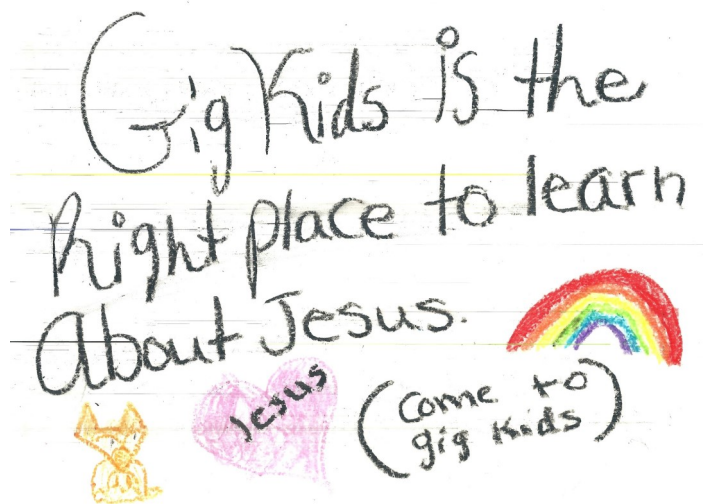 Gig Kids is the
Right place to learn
About Jesus.
Jesus
(Come to
gig kids)